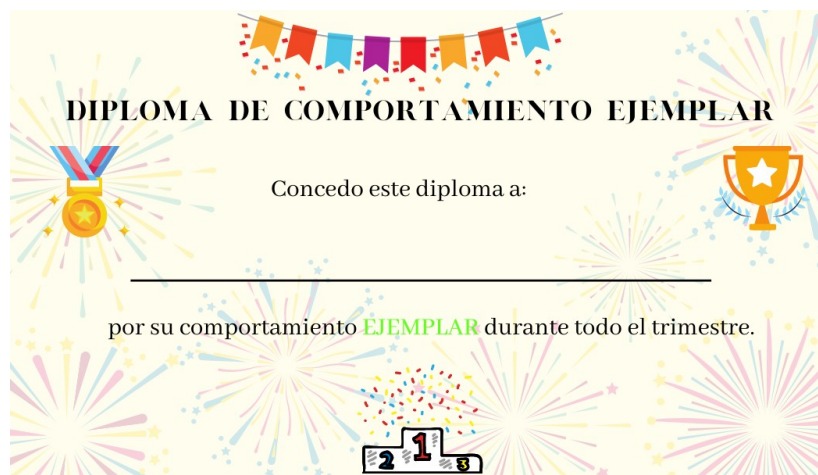 DIPLOMA DE COMPORTAMIENTO EJEMPLAR
Concedo este diploma a:
por su comportamiento EJEMPLAR durante todo el trimestre.
1
2
3